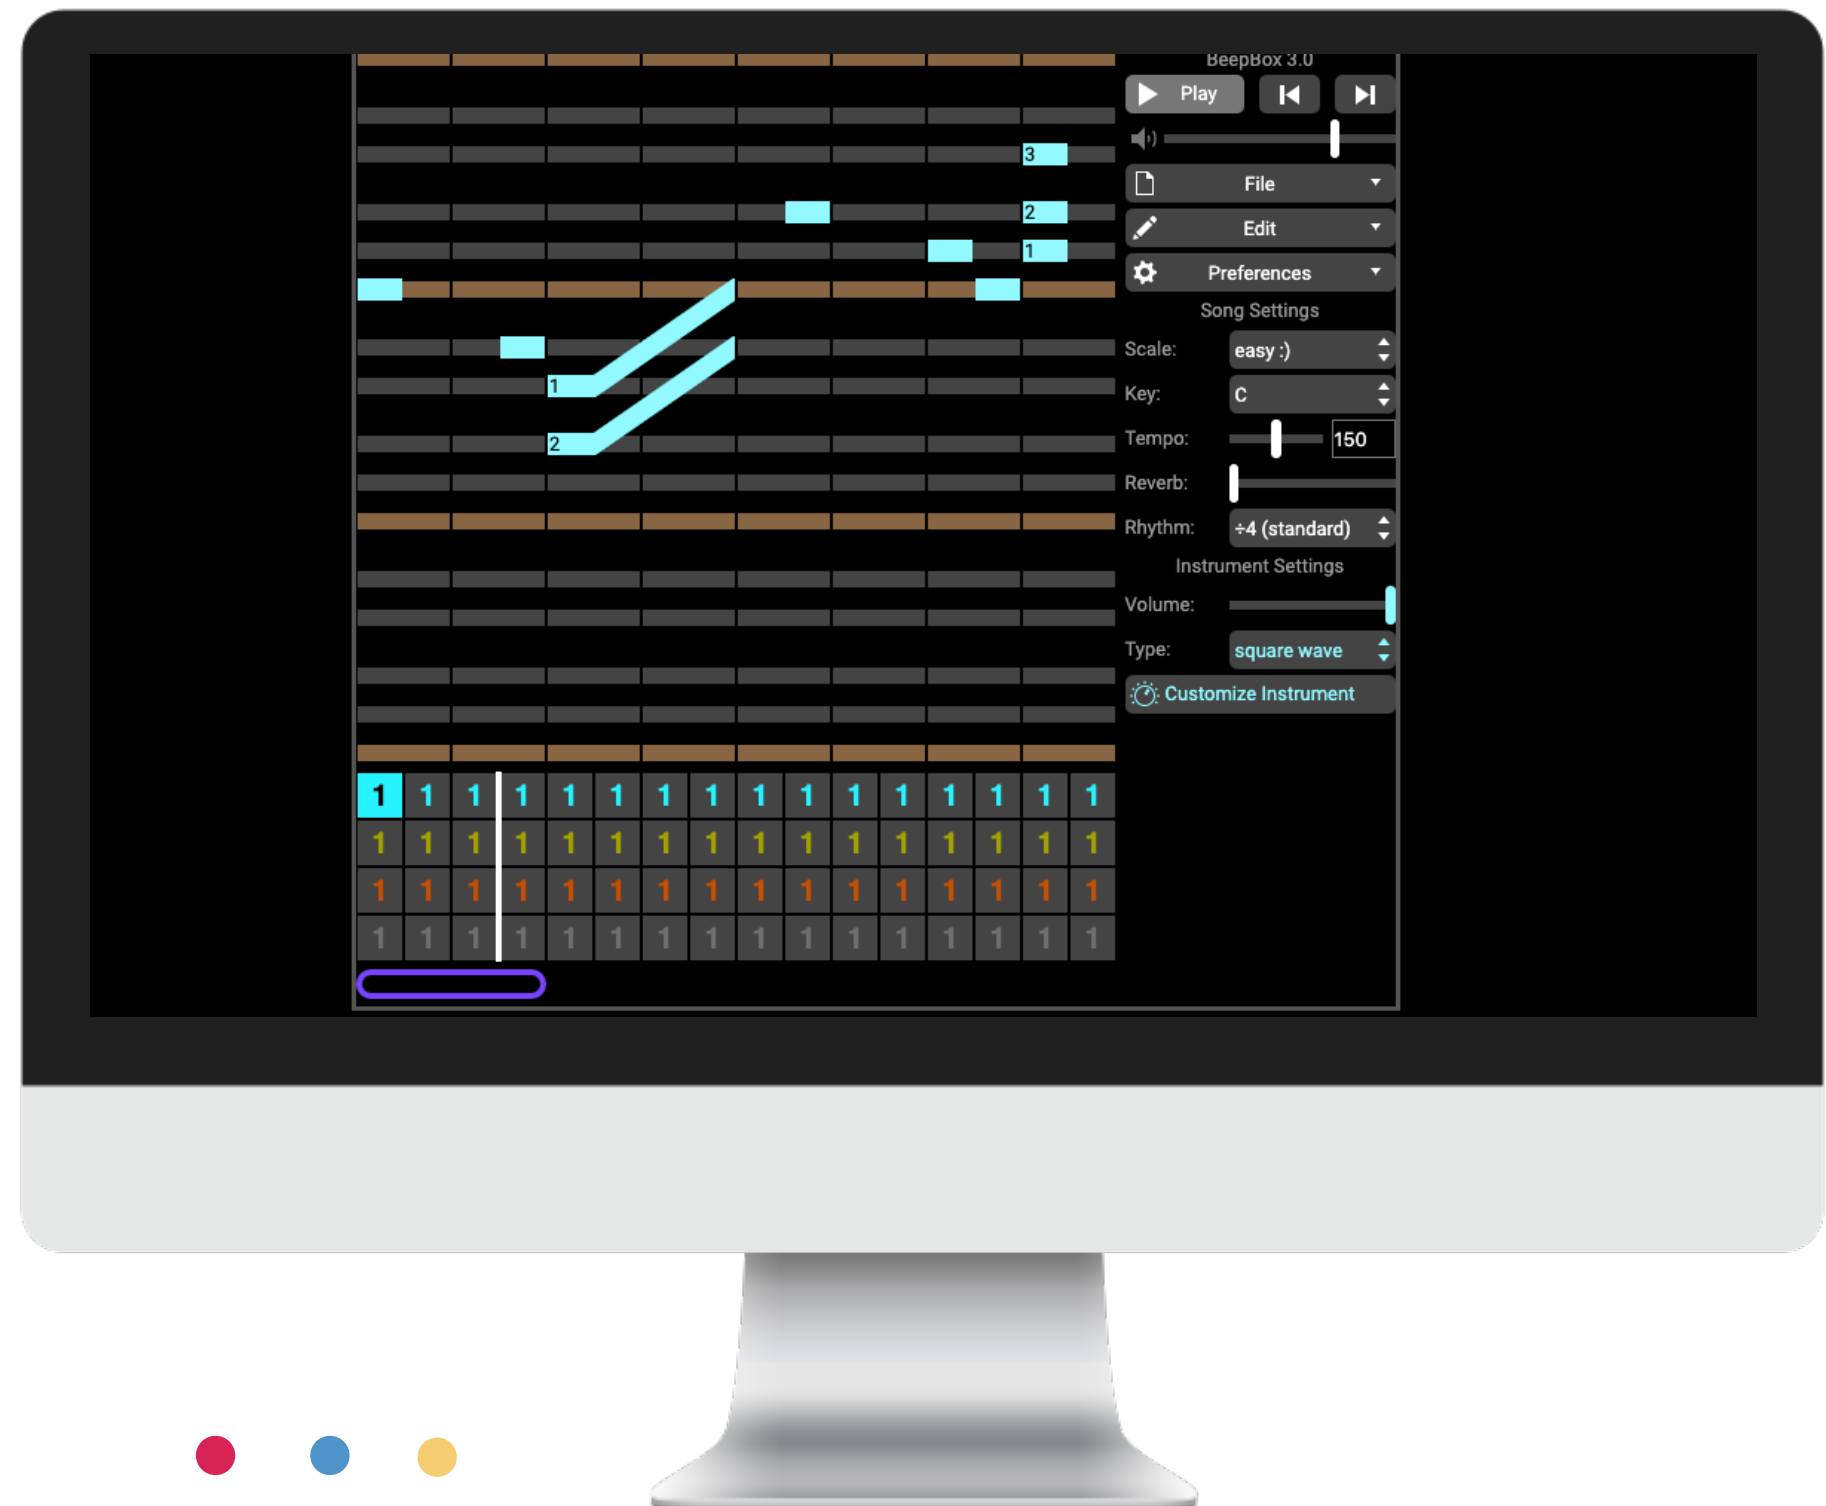 BeepBox 3.0
Play
3
File
2
Edit
1
Preferences
Song Settings
Scale: easy :)
1
Key: C
2
Tempo: 150
Reverb:
Rhythm: ÷4 (standard)
Instrument Settings
Volume:
Type: square wave
Customize Instrument
1 1 1 1 1 1 1 1 1 1 1 1 1 1 1 1
1 1 1 1 1 1 1 1 1 1 1 1 1 1 1 1
1 1 1 1 1 1 1 1 1 1 1 1 1 1 1 1
1 1 1 1 1 1 1 1 1 1 1 1 1 1 1 1